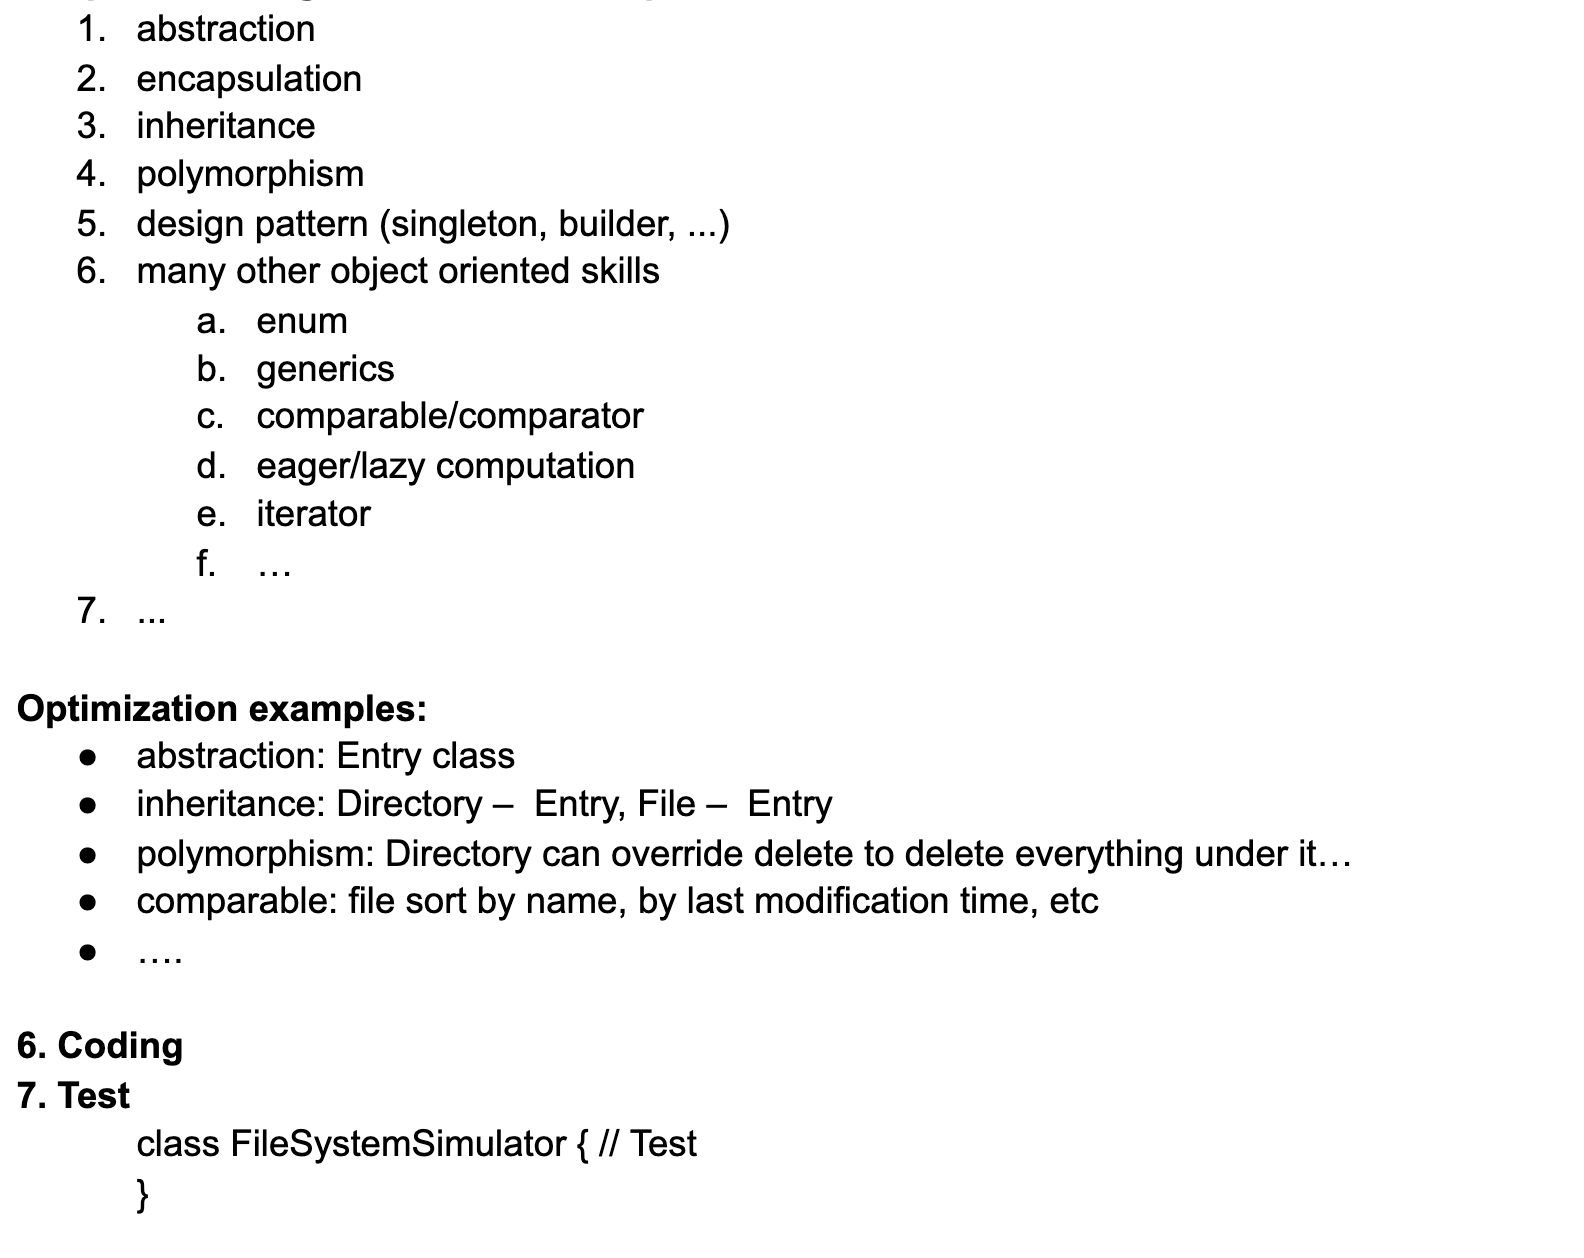 1. abstraction
2. encapsulation
3. inheritance
4. polymorphism
5. design pattern (singleton, builder, ...)
6. many other object oriented skills
a. enum
b. generics
c. comparable/comparator
d. eager/lazy computation
e. iterator
f. …
7. ...
Optimization examples:
● abstraction: Entry class
● inheritance: Directory – Entry, File – Entry
● polymorphism: Directory can override delete to delete everything under it…
● comparable: file sort by name, by last modification time, etc
● ….
6. Coding
7. Test
class FileSystemSimulator { // Test
}